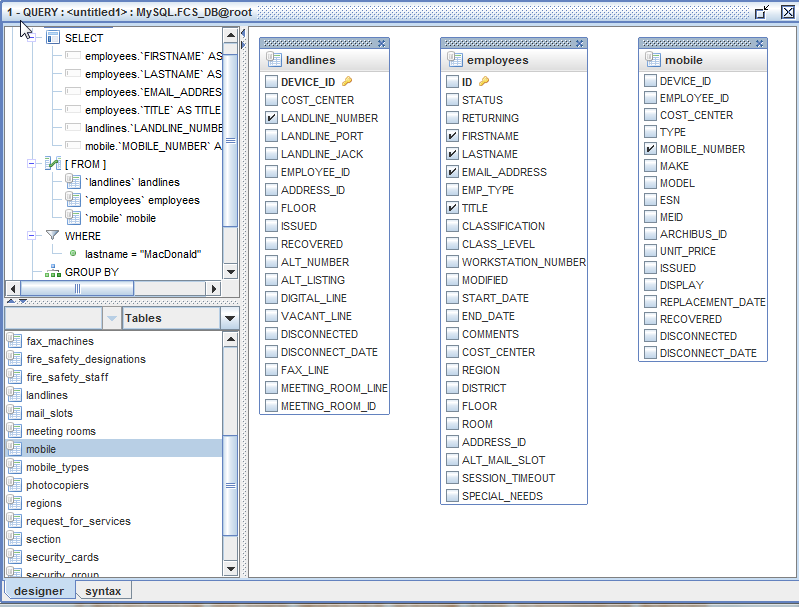 1 - QUERY : <untitled1> : MySQL.FCS_DB@root
SELECT
employees.`FIRSTNAME` AS
employees.`LASTNAME` AS
employees.`EMAIL_ADDRES
employees.`TITLE` AS TITLE
landlines.`LANDLINE_NUMBE
mobile.`MOBILE_NUMBER` A
[ FROM ]
`landlines` landlines
`employees` employees
`mobile` mobile
WHERE
lastname = "MacDonald"
GROUP BY
Tables
fax_machines
fire_safety_designations
fire_safety_staff
landlines
mail_slots
meeting rooms
mobile
mobile_types
photocopiers
regions
request_for_services
section
security_cards
security_group
landlines
DEVICE_ID
COST_CENTER
LANDLINE_NUMBER
LANDLINE_PORT
LANDLINE_JACK
EMPLOYEE_ID
ADDRESS_ID
FLOOR
ISSUED
RECOVERED
ALT_NUMBER
ALT_LISTING
DIGITAL_LINE
VACANT_LINE
DISCONNECTED
DISCONNECT_DATE
FAX_LINE
MEETING_ROOM_LINE
MEETING_ROOM_ID
employees
ID
STATUS
RETURNING
FIRSTNAME
LASTNAME
EMAIL_ADDRESS
EMP_TYPE
TITLE
CLASSIFICATION
CLASS_LEVEL
WORKSTATION_NUMBER
MODIFIED
START_DATE
END_DATE
COMMENTS
COST_CENTER
REGION
DISTRICT
FLOOR
ROOM
ADDRESS_ID
ALT_MAIL_SLOT
SESSION_TIMEOUT
SPECIAL_NEEDS
mobile
DEVICE_ID
EMPLOYEE_ID
COST_CENTER
TYPE
MOBILE_NUMBER
MAKE
MODEL
ESN
MEID
ARCHIBUS_ID
UNIT_PRICE
ISSUED
DISPLAY
REPLACEMENT_DATE
RECOVERED
DISCONNECTED
DISCONNECT_DATE
designer
syntax